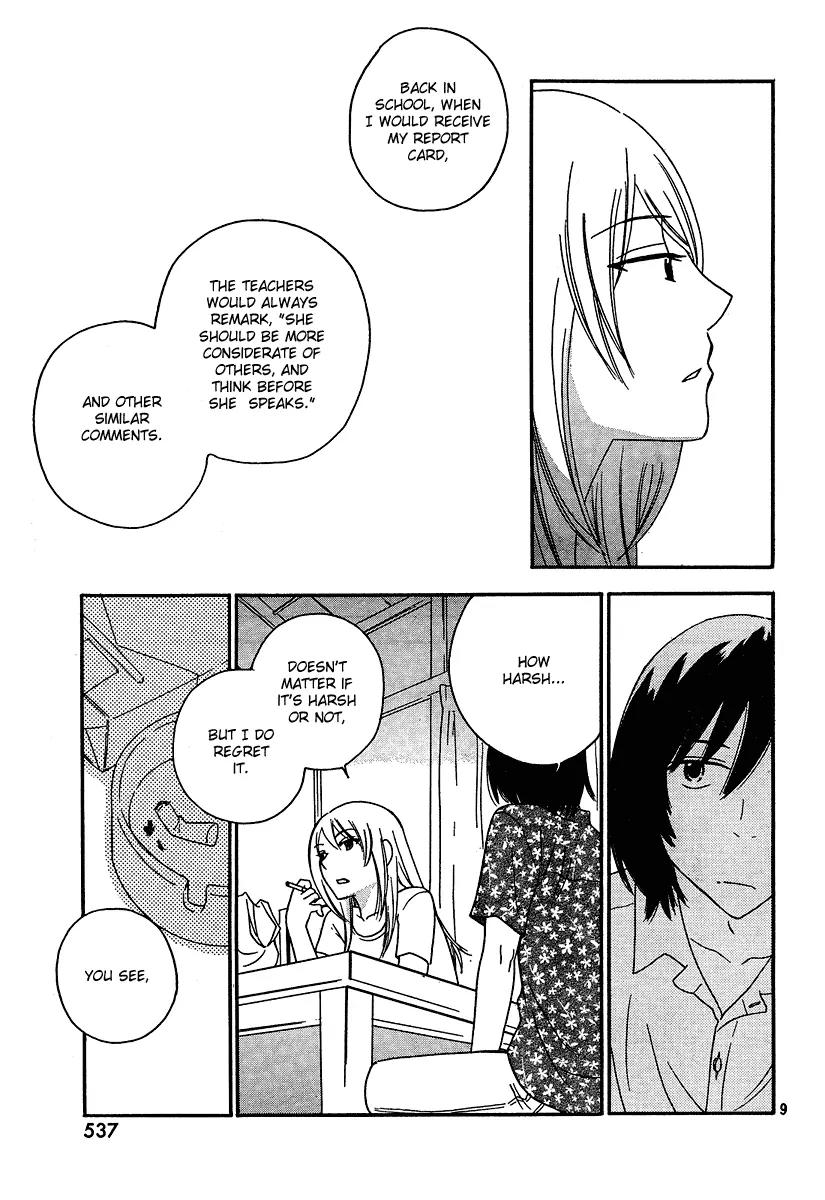 BACK IN
SCHOOL, WHEN
I WOULD RECEIVE
MY REPORT
CARD,
THE TEACHERS
WOULD ALWAYS
REMARK, "SHE
SHOULD BE MORE
CONSIDERATE OF
OTHERS, AND
THINK BEFORE
SHE SPEAKS."
AND OTHER
SIMILAR
COMMENTS.
HOW
HARSH...
DOESN'T
MATTER IF
IT'S HARSH
OR NOT,
BUT I DO
REGRET
IT.
YOU SEE,
9
537